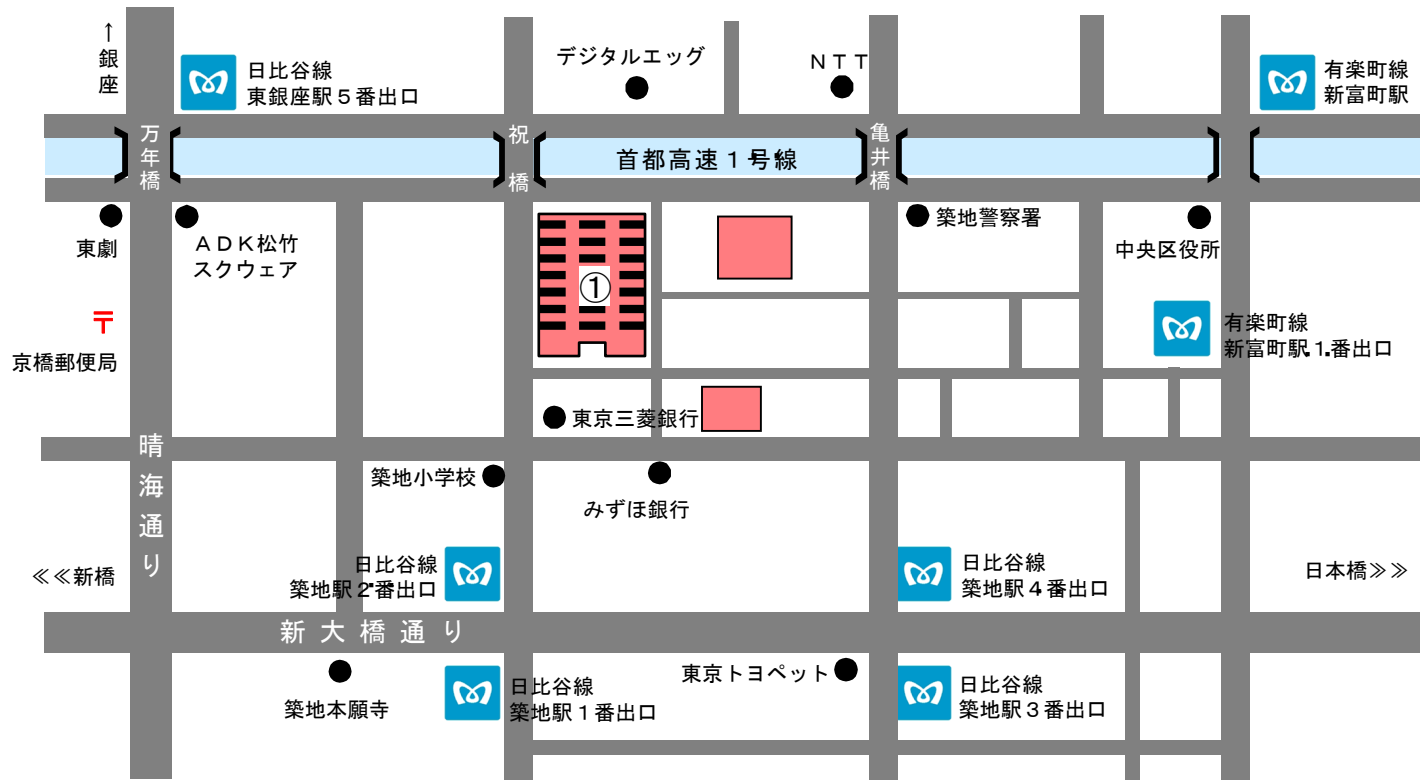 ↑
銀座
日比谷線
東銀座駅５番出口
デジタルエッグ
ＮＴＴ
有楽町線
新富町駅
万年橋
祝橋
首都高速１号線
亀井橋
東劇
ＡＤＫ松竹
スクウェア
築地警察署
中央区役所
①
〒
京橋郵便局
有楽町線
新富町駅１番出口
東京三菱銀行
晴海通り
築地小学校
みずほ銀行
≪≪新橋
日比谷線
築地駅２番出口
日比谷線
築地駅４番出口
日本橋≫≫
新大橋通り
築地本願寺
日比谷線
築地駅１番出口
東京トヨペット
日比谷線
築地駅３番出口